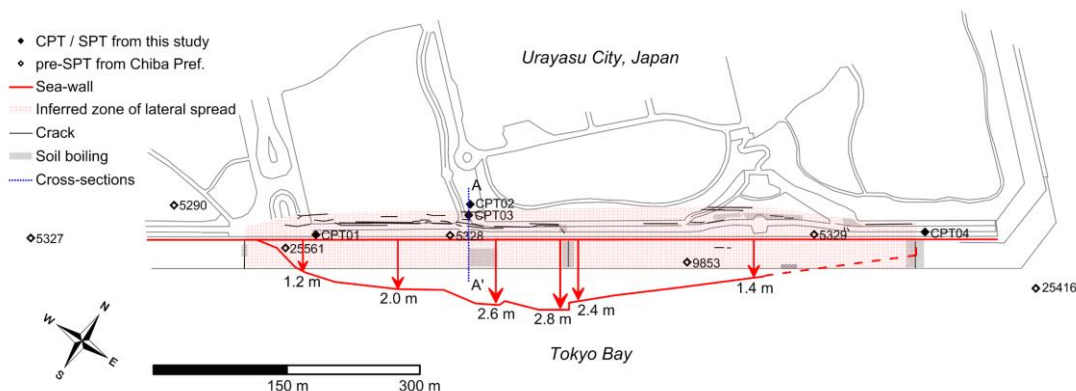 CPT / SPT from this study
pre-SPT from Chiba Pref.
Sea-wall
Inferred zone of lateral spread
Crack
Soil boiling
Cross-sections
Urayasu City, Japan
A
CPT02
CPT03
5290
5327
CPT01
5328
25561
5329
CPT04
9853
25416
1.2 m
2.0 m
A'
2.6 m
2.8 m
2.4 m
1.4 m
Tokyo Bay
N
W
E
S
150 m
300 m